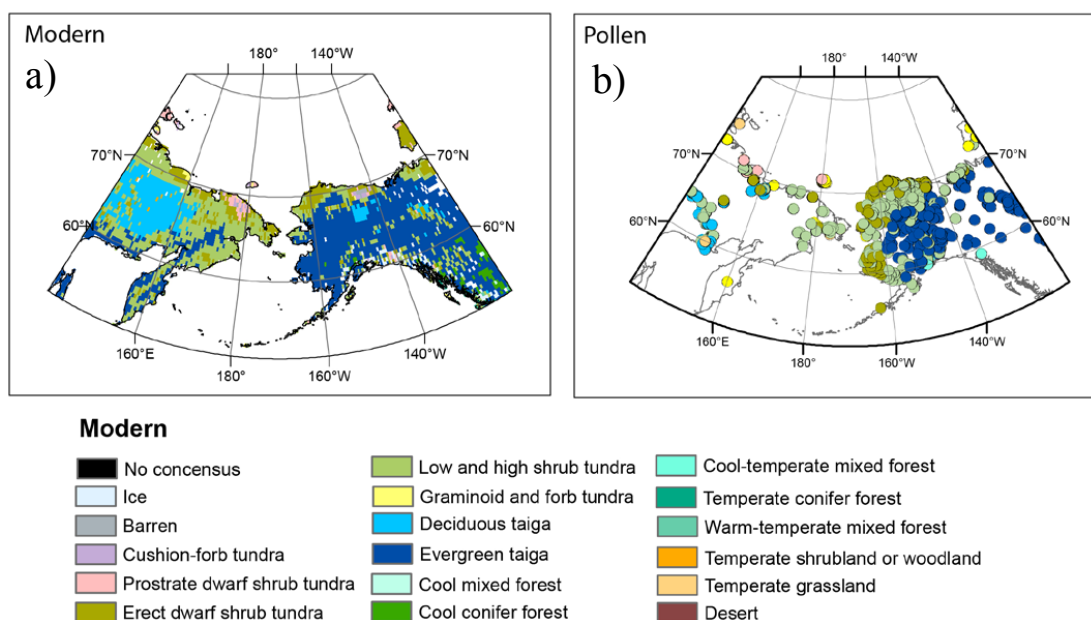 Modern
a)
180°
140°W
70°N
60°N
70°N
60°N
160°E
180°
160°W
140°W
Pollen
b)
180°
140°W
70°N
60°N
70°N
60°N
160°E
180°
160°W
140°W
Modern
No concensus
Ice
Barren
Cushion-forb tundra
Prostrate dwarf shrub tundra
Erect dwarf shrub tundra
Low and high shrub tundra
Graminoid and forb tundra
Deciduous taiga
Evergreen taiga
Cool mixed forest
Cool conifer forest
Cool-temperate mixed forest
Temperate conifer forest
Warm-temperate mixed forest
Temperate shrubland or woodland
Temperate grassland
Desert